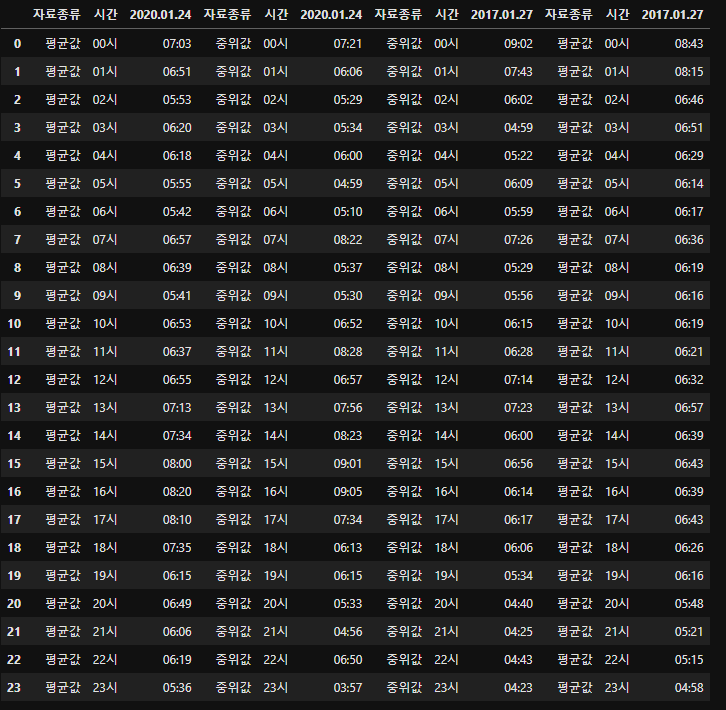 자료종류 시간 2020.01.24 자료종류 시간 2020.01.24 자료종류 시간 2017.01.27 자료종류 시간 2017.01.27
0 평균값 00시 07:03 중위값 00시 07:21 중위값 00시 09:02 평균값 00시 08:43
1 평균값 01시 06:51 중위값 01시 06:06 중위값 01시 07:43 평균값 01시 08:15
2 평균값 02시 05:53 중위값 02시 05:29 중위값 02시 06:02 평균값 02시 06:46
3 평균값 03시 06:20 중위값 03시 05:34 중위값 03시 04:59 평균값 03시 06:51
4 평균값 04시 06:18 중위값 04시 06:00 중위값 04시 05:22 평균값 04시 06:29
5 평균값 05시 05:55 중위값 05시 04:59 중위값 05시 06:09 평균값 05시 06:14
6 평균값 06시 05:42 중위값 06시 05:10 중위값 06시 05:59 평균값 06시 06:17
7 평균값 07시 06:57 중위값 07시 08:22 중위값 07시 07:26 평균값 07시 06:36
8 평균값 08시 06:39 중위값 08시 05:37 중위값 08시 05:29 평균값 08시 06:19
9 평균값 09시 05:41 중위값 09시 05:30 중위값 09시 05:56 평균값 09시 06:16
10 평균값 10시 06:53 중위값 10시 06:52 중위값 10시 06:15 평균값 10시 06:19
11 평균값 11시 06:37 중위값 11시 08:28 중위값 11시 06:28 평균값 11시 06:21
12 평균값 12시 06:55 중위값 12시 06:57 중위값 12시 07:14 평균값 12시 06:32
13 평균값 13시 07:13 중위값 13시 07:56 중위값 13시 07:23 평균값 13시 06:57
14 평균값 14시 07:34 중위값 14시 08:23 중위값 14시 06:00 평균값 14시 06:39
15 평균값 15시 08:00 중위값 15시 09:01 중위값 15시 06:56 평균값 15시 06:43
16 평균값 16시 08:20 중위값 16시 09:05 중위값 16시 06:14 평균값 16시 06:39
17 평균값 17시 08:10 중위값 17시 07:34 중위값 17시 06:17 평균값 17시 06:43
18 평균값 18시 07:35 중위값 18시 06:13 중위값 18시 06:06 평균값 18시 06:26
19 평균값 19시 06:15 중위값 19시 06:15 중위값 19시 05:34 평균값 19시 06:16
20 평균값 20시 06:49 중위값 20시 05:33 중위값 20시 04:40 평균값 20시 05:48
21 평균값 21시 06:06 중위값 21시 04:56 중위값 21시 04:25 평균값 21시 05:21
22 평균값 22시 06:19 중위값 22시 06:50 중위값 22시 04:43 평균값 22시 05:15
23 평균값 23시 05:36 중위값 23시 03:57 중위값 23시 04:23 평균값 23시 04:58